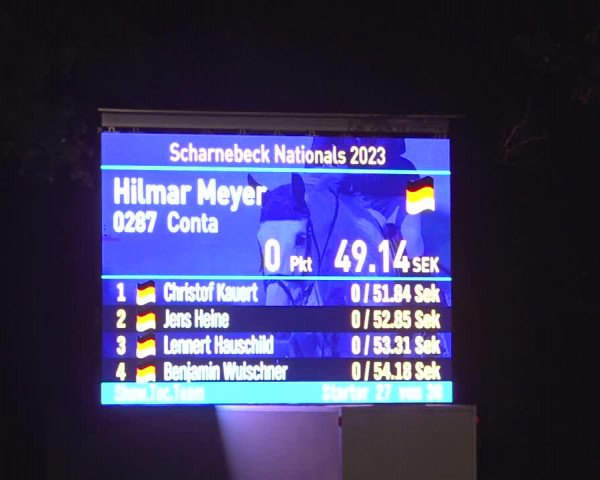 Scharnebeck Nationals 2023
Hilmar Meyer
0287 Conta
0 Pkt 49.14 SEK
1 Christof Kauert 0 / 51.84 Sek
2 Jens Heine 0 / 52.85 Sek
3 Lennert Hauschild 0 / 53.31 Sek
4 Benjamin Wulschner 0 / 54.18 Sek
Starter 27 von